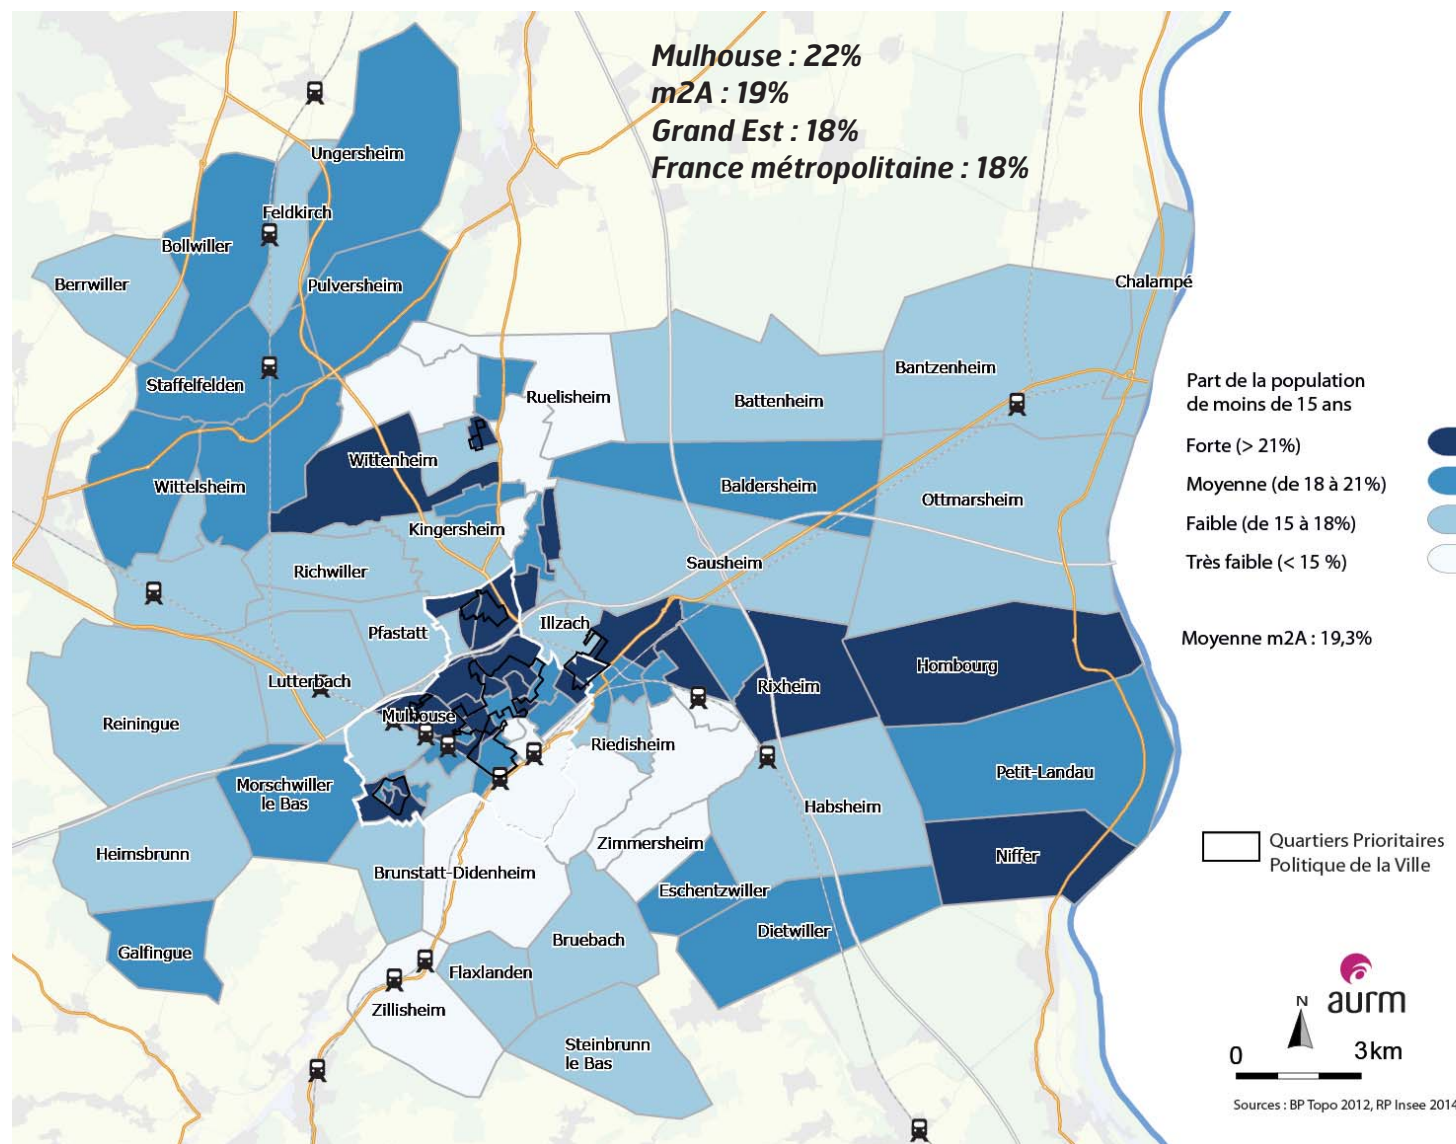 Mulhouse : 22%
m2A : 19%
Grand Est : 18%
France métropolitaine : 18%
Ungersheim
Feldkirch
Bollwiller
Berrwiller
Pulversheim
Chalampé
Staffelfelden
Ruelisheim
Battenheim
Bantzenheim
Wittenheim
Wittelsheim
Baldersheim
Ottmarsheim
Kingersheim
Richwiller
Sausheim
Pfastatt
Illzach
Lutterbach
Rixheim
Hombourg
Reiningue
Mulhouse
Riedisheim
Morschwiller
le Bas
Petit-Landau
Habsheim
Heimsbrunn
Zimmersheim
Niffer
Brunstatt-Didenheim
Eschentzwiller
Galfingue
Bruebach
Dietwiller
Flaxlanden
Zillisheim
Steinbrunn
le Bas
Part de la population
de moins de 15 ans
Forte (> 21%)
Moyenne (de 18 à 21%)
Faible (de 15 à 18%)
Très faible (< 15 %)
Moyenne m2A : 19,3%
Quartiers Prioritaires
Politique de la Ville
aurm
N
0 3km
Sources : BP Topo 2012, RP Insee 2014